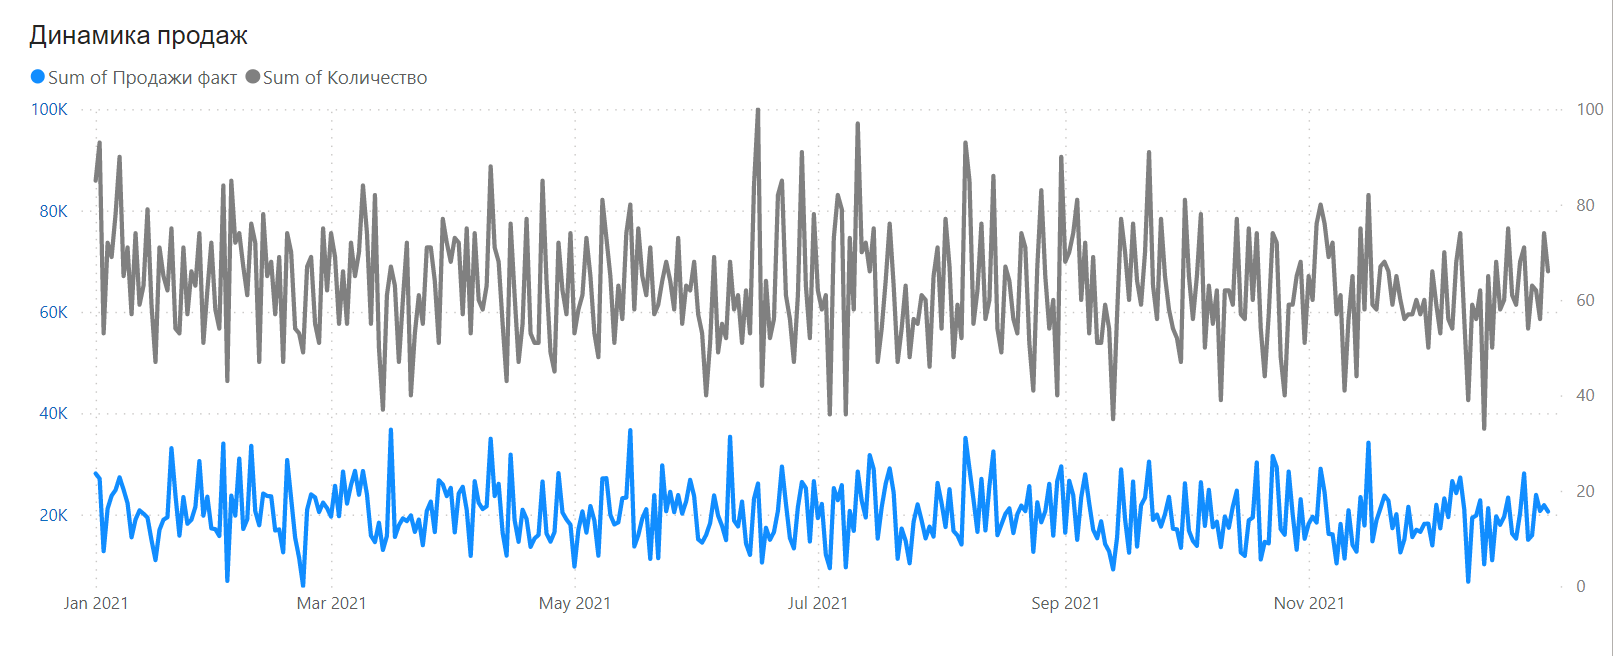 Динамика продаж
Sum of Продажи факт Sum of Количество
100K 100
80K 80
60K 60
40K 40
20K 20
0
Jan 2021 Mar 2021 May 2021 Jul 2021 Sep 2021 Nov 2021